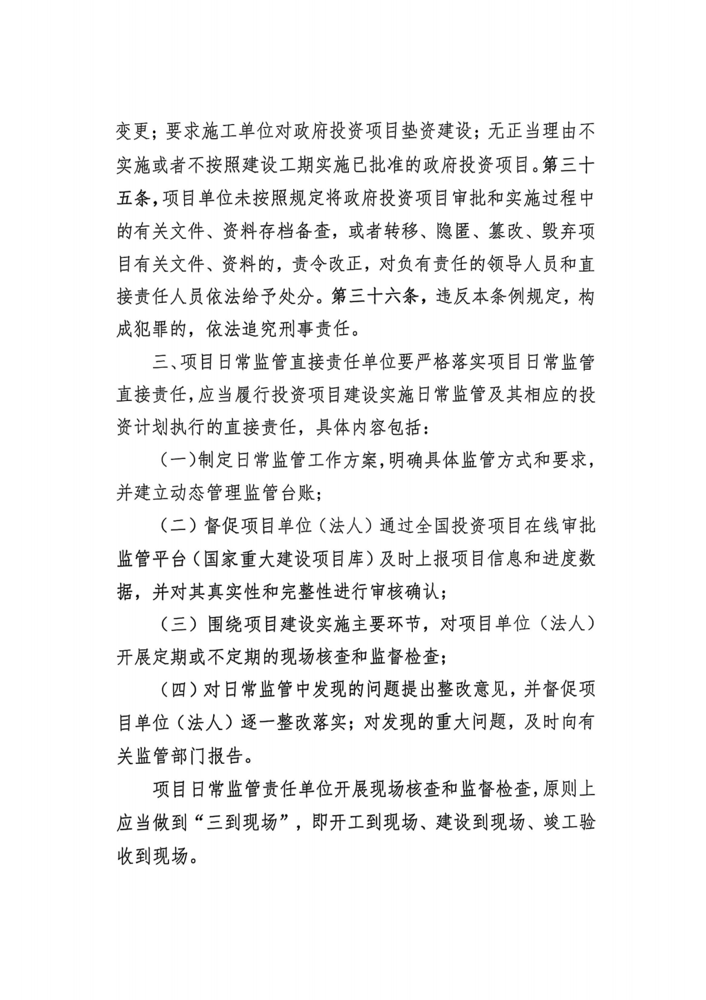 变更；要求施工单位对政府投资项目垫资建设；无正当理由不
实施或者不按照建设工期实施已批准的政府投资项目。第三十
五条，项目单位未按照规定将政府投资项目审批和实施过程中
的有关文件、资料存档备查，或者转移、隐匿、篡改、毁弃项
目有关文件、资料的，责令改正，对负有责任的领导人员和直
接责任人员依法给予处分。第三十六条，违反本条例规定，构
成犯罪的，依法追究刑事责任。
三、项目日常监管直接责任单位要严格落实项目日常监管
直接责任，应当履行投资项目建设实施日常监管及其相应的投
资计划执行的直接责任，具体内容包括：
（一）制定日常监管工作方案，明确具体监管方式和要求，
并建立动态管理监管台账；
（二）督促项目单位（法人）通过全国投资项目在线审批
监管平台（国家重大建设项目库）及时上报项目信息和进度数
据，并对其真实性和完整性进行审核确认；
（三）围绕项目建设实施主要环节，对项目单位（法人）
开展定期或不定期的现场核查和监督检查；
（四）对日常监管中发现的问题提出整改意见，并督促项
目单位（法人）逐一整改落实；对发现的重大问题，及时向有
关监管部门报告。
项目日常监管责任单位开展现场核查和监督检查，原则上
应当做到“三到现场”，即开工到现场、建设到现场、竣工验
收到现场。